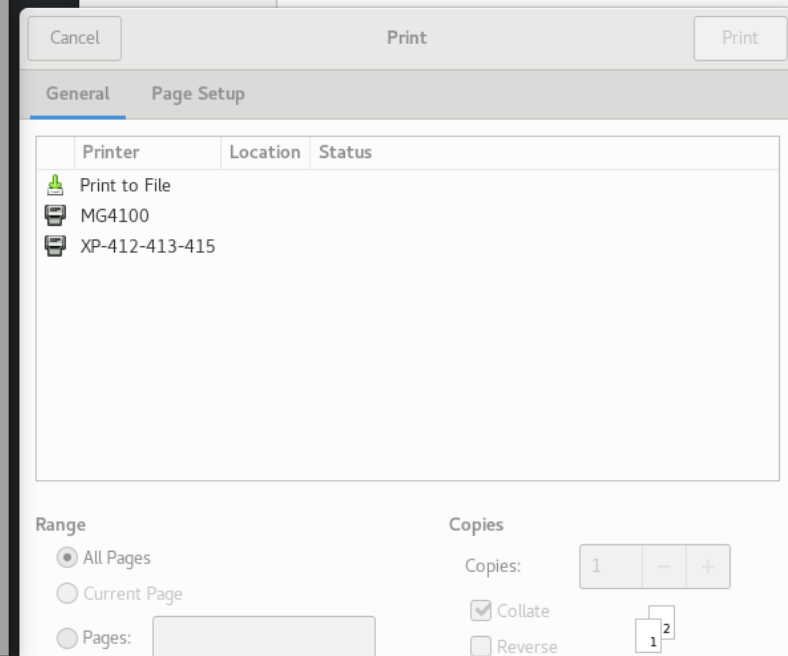 Cancel Print Print
General Page Setup
Printer Location Status
Print to File
MG4100
XP-412-413-415
Range Copies
All Pages Copies: 1 − +
Current Page Collate 2
1
Pages: Reverse